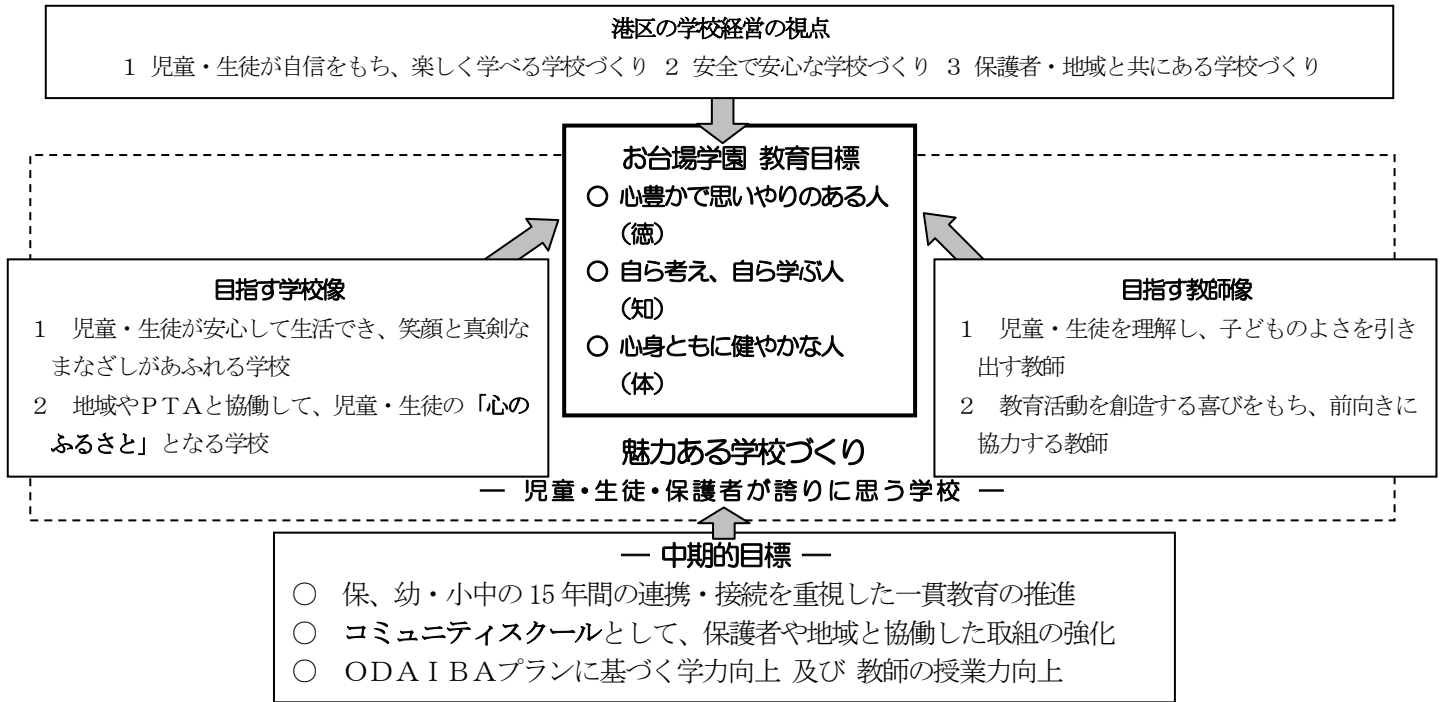 港区の学校経営の視点
1 児童・生徒が自信をもち、楽しく学べる学校づくり 2 安全で安心な学校づくり 3 保護者・地域と共にある学校づくり
お台場学園 教育目標
○ 心豊かで思いやりのある人
(徳)
○ 自ら考え、自ら学ぶ人
(知)
○ 心身ともに健やかな人
(体)
目指す学校像
1 児童・生徒が安心して生活でき、笑顔と真剣な
まなざしがあふれる学校
2 地域やPTAと協働して、児童・生徒の「心の
ふるさと」となる学校
目指す教師像
1 児童・生徒を理解し、子どものよさを引き
出す教師
2 教育活動を創造する喜びをもち、前向きに
協力する教師
魅力ある学校づくり
― 児童・生徒・保護者が誇りに思う学校 ―
― 中期的目標 ―
○ 保、幼・小中の15年間の連携・接続を重視した一貫教育の推進
○ コミュニティスクールとして、保護者や地域と協働した取組の強化
○ ODAIBAプランに基づく学力向上 及び 教師の授業力向上